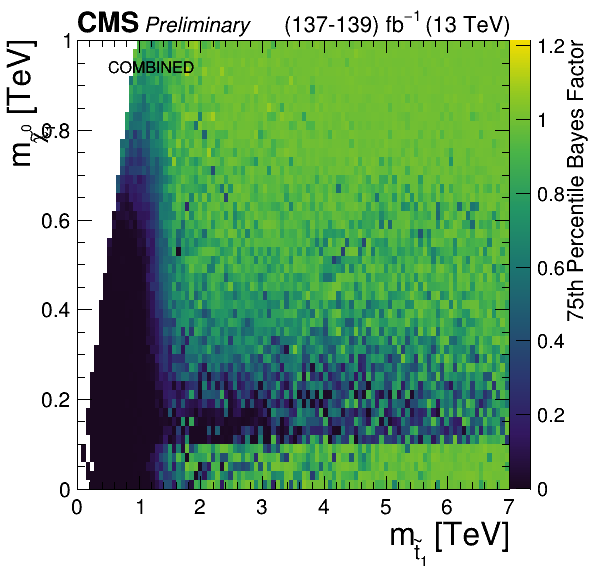 CMS Preliminary (137-139) fb⁻¹ (13 TeV)
COMBINED
m [TeV]
1
0.8
0.6
0.4
0.2
0
0 1 2 3 4 5 6 7
m_t̃₁ [TeV]
1.2
1
0.8
0.6
0.4
0.2
0
75th Percentile Bayes Factor